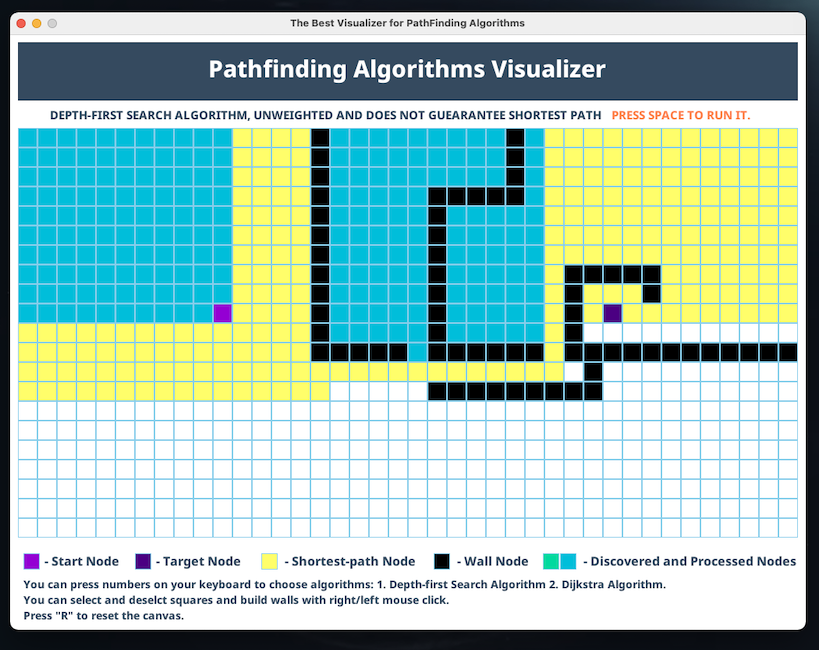 The Best Visualizer for PathFinding Algorithms
Pathfinding Algorithms Visualizer
DEPTH-FIRST SEARCH ALGORITHM, UNWEIGHTED AND DOES NOT GUEARANTEE SHORTEST PATH PRESS SPACE TO RUN IT.
- Start Node - Target Node - Shortest-path Node - Wall Node - Discovered and Processed Nodes
You can press numbers on your keyboard to choose algorithms: 1. Depth-first Search Algorithm 2. Dijkstra Algorithm.
You can select and deselct squares and build walls with right/left mouse click.
Press "R" to reset the canvas.